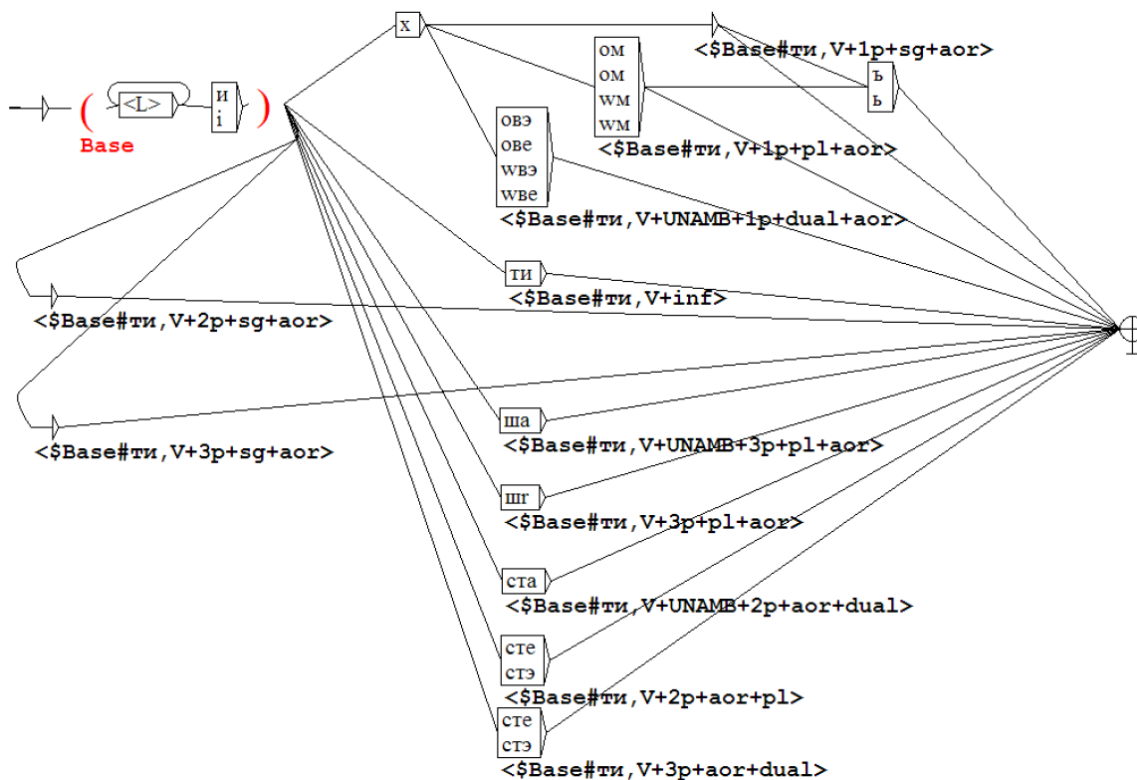 х
<$Base#ти,V+1p+sg+aor>
ом
ом
wм
wм
<$Base#ти,V+1p+pl+aor>
ъ
ь
( <L> и
і )
Base
овэ
ове
wвэ
wве
<$Base#ти,V+UNAMB+1p+dual+aor>
ти
<$Base#ти,V+inf>
<$Base#ти,V+2p+sg+aor>
ша
<$Base#ти,V+UNAMB+3p+pl+aor>
<$Base#ти,V+3p+sg+aor>
шг
<$Base#ти,V+3p+pl+aor>
ста
<$Base#ти,V+UNAMB+2p+aor+dual>
сте
стэ
<$Base#ти,V+2p+aor+pl>
сте
стэ
<$Base#ти,V+3p+aor+dual>